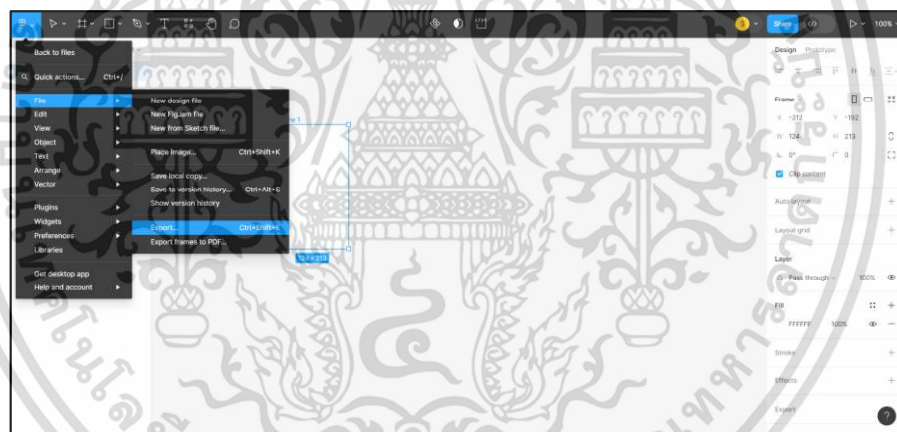 Share
100%
Back to files
Quick actions... Ctrl+/
File
Edit
View
Object
Text
Arrange
Vector
Plugins
Widgets
Preferences
Libraries
Get desktop app
Help and account
New design file
New FigJam file
New from Sketch file...
Place Image... Ctrl+Shift+K
Save local copy...
Save to version history... Ctrl+Alt+S
Show version history
Export... Ctrl+Shift+E
Export frames to PDF...
124 × 213
Design Prototype
Frame
X -312 Y -192
W 124 H 213
0° 0
Clip content
Auto layout
Layout grid
Layer
Pass through 100%
Fill
FFFFFF 100%
Stroke
Effects
Export
?